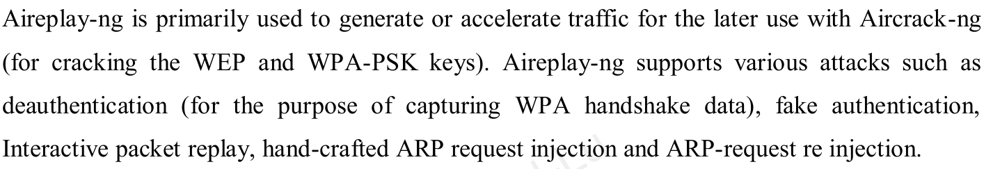 Aireplay-ng is primarily used to generate or accelerate traffic for the later use with Aircrack-ng
(for cracking the WEP and WPA-PSK keys). Aireplay-ng supports various attacks such as
deauthentication (for the purpose of capturing WPA handshake data), fake authentication,
Interactive packet replay, hand-crafted ARP request injection and ARP-request re injection.